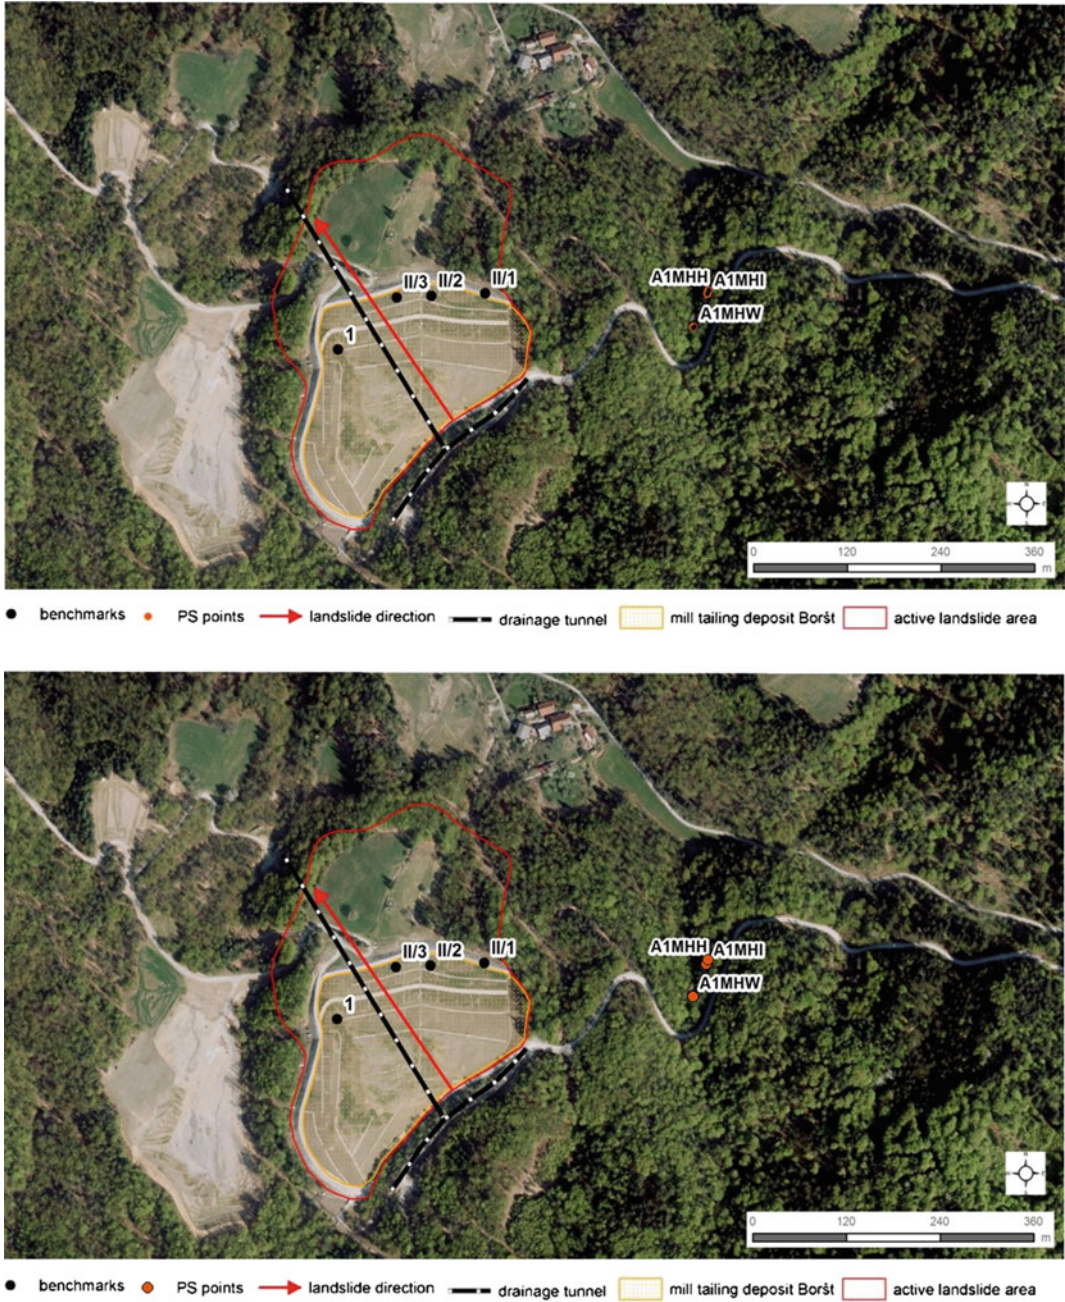 II/3 II/2 II/1
1
A1MHH A1MHI
A1MHW
0 120 240 360
m
benchmarks PS points landslide direction drainage tunnel mill tailing deposit Boršt active landslide area
II/3 II/2 II/1
1
A1MHH A1MHI
A1MHW
0 120 240 360
m
benchmarks PS points landslide direction drainage tunnel mill tailing deposit Boršt active landslide area